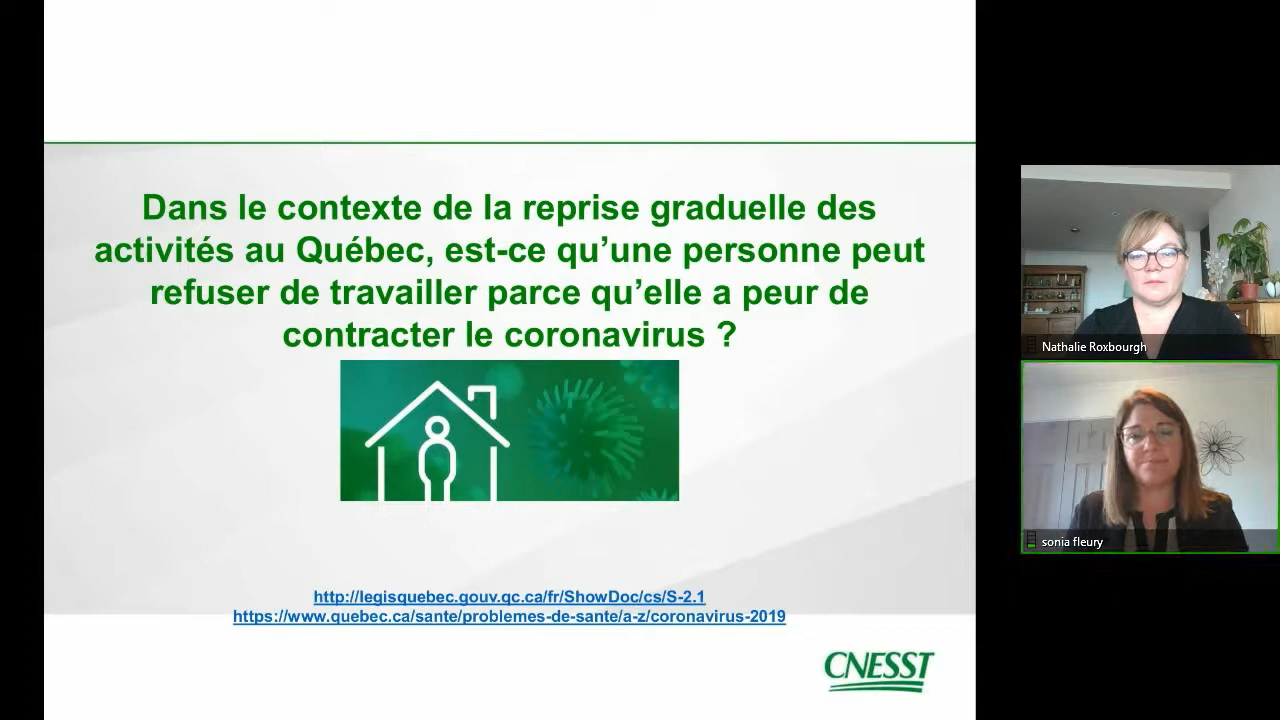 Dans le contexte de la reprise graduelle des
activités au Québec, est-ce qu’une personne peut
refuser de travailler parce qu’elle a peur de
contracter le coronavirus ?
http://legisquebec.gouv.qc.ca/fr/ShowDoc/cs/S-2.1
https://www.quebec.ca/sante/problemes-de-sante/a-z/coronavirus-2019
CNESST
Nathalie Roxbourgh
sonia fleury